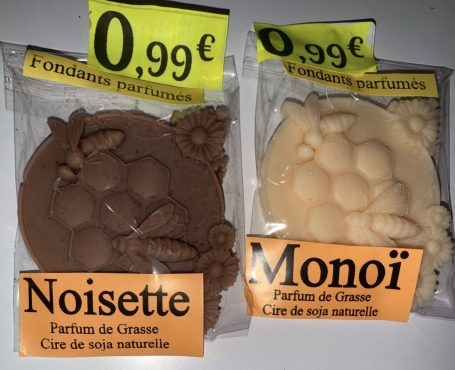 0,99€
Fondants parfumés
Noisette
Parfum de Grasse
Cire de soja naturelle
0,99€
Fondants parfumés
Monoï
Parfum de Grasse
Cire de soja naturelle